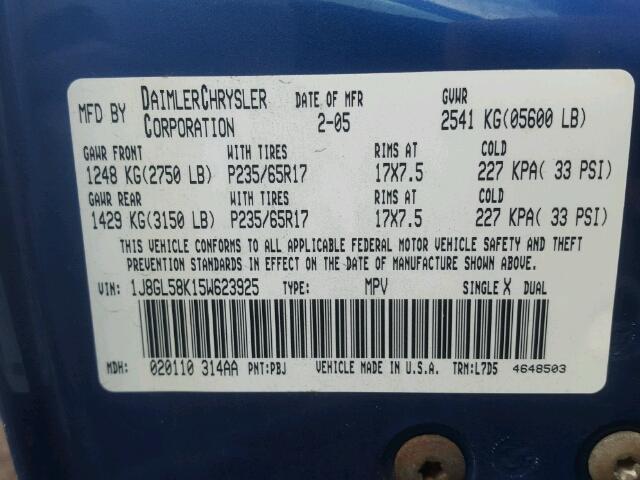 MFD BY DAIMLERCHRYSLER CORPORATION DATE OF MFR 2-05 GVWR 2541 KG(05600 LB)
GAWR FRONT WITH TIRES RIMS AT COLD
1248 KG(2750 LB) P235/65R17 17X7.5 227 KPA( 33 PSI)
GAWR REAR WITH TIRES RIMS AT COLD
1429 KG(3150 LB) P235/65R17 17X7.5 227 KPA( 33 PSI)
THIS VEHICLE CONFORMS TO ALL APPLICABLE FEDERAL MOTOR VEHICLE SAFETY AND THEFT
PREVENTION STANDARDS IN EFFECT ON THE DATE OF MANUFACTURE SHOWN ABOVE.
VIN: 1J8GL58K15W623925 TYPE: MPV SINGLE X DUAL
MDH: 020110 314AA PNT:PBJ VEHICLE MADE IN U.S.A. TRM:L7D5 4648503